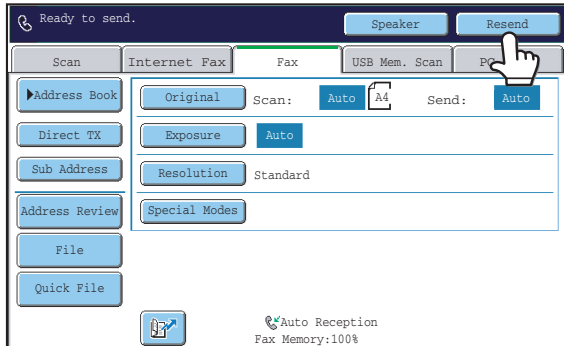 Ready to send.
Speaker
Resend
Scan
Internet Fax
Fax
USB Mem. Scan
PC
Address Book
Original
Scan:
Auto
A4
Send:
Auto
Direct TX
Exposure
Auto
Sub Address
Resolution
Standard
Address Review
Special Modes
File
Quick File
Auto Reception
Fax Memory:100%